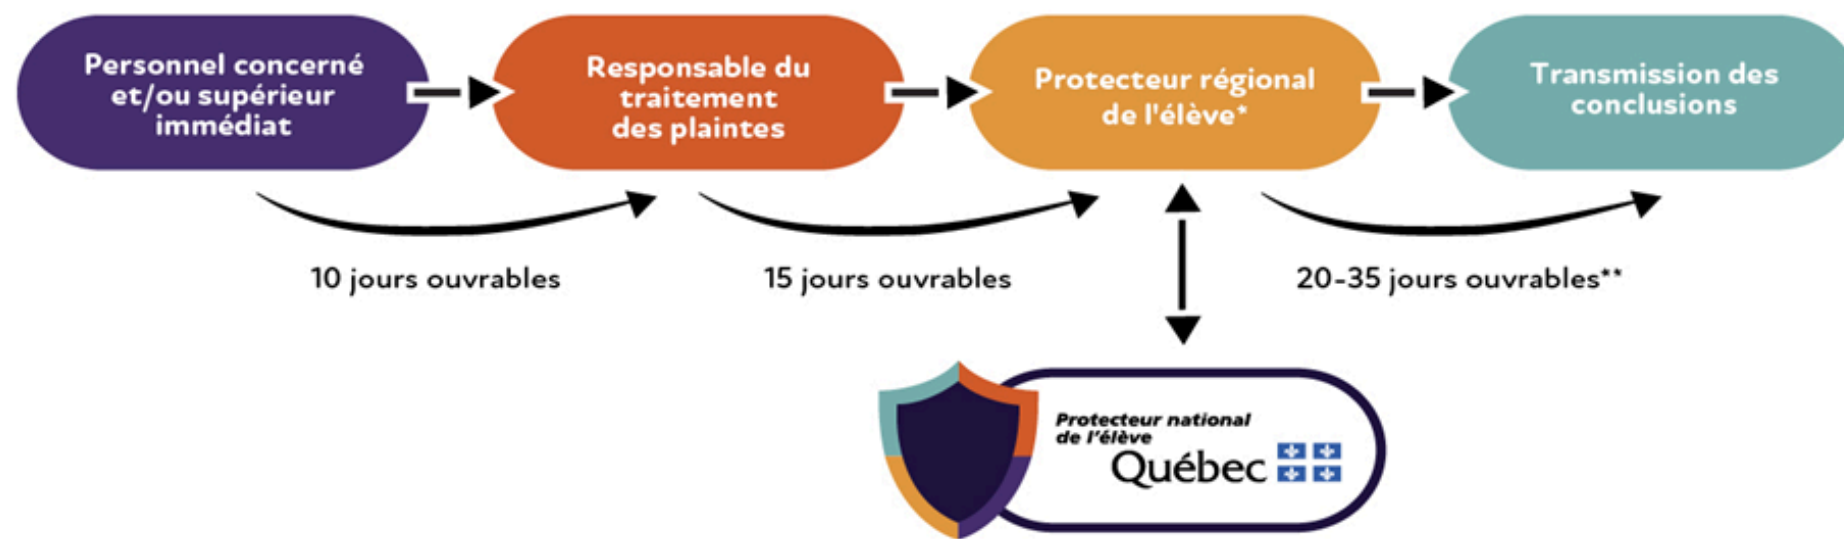 Personnel concerné
et/ou supérieur
immédiat
Responsable du
traitement
des plaintes
Protecteur régional
de l'élève*
Transmission des
conclusions
10 jours ouvrables
15 jours ouvrables
20-35 jours ouvrables**
Protecteur national
de l'élève
Québec